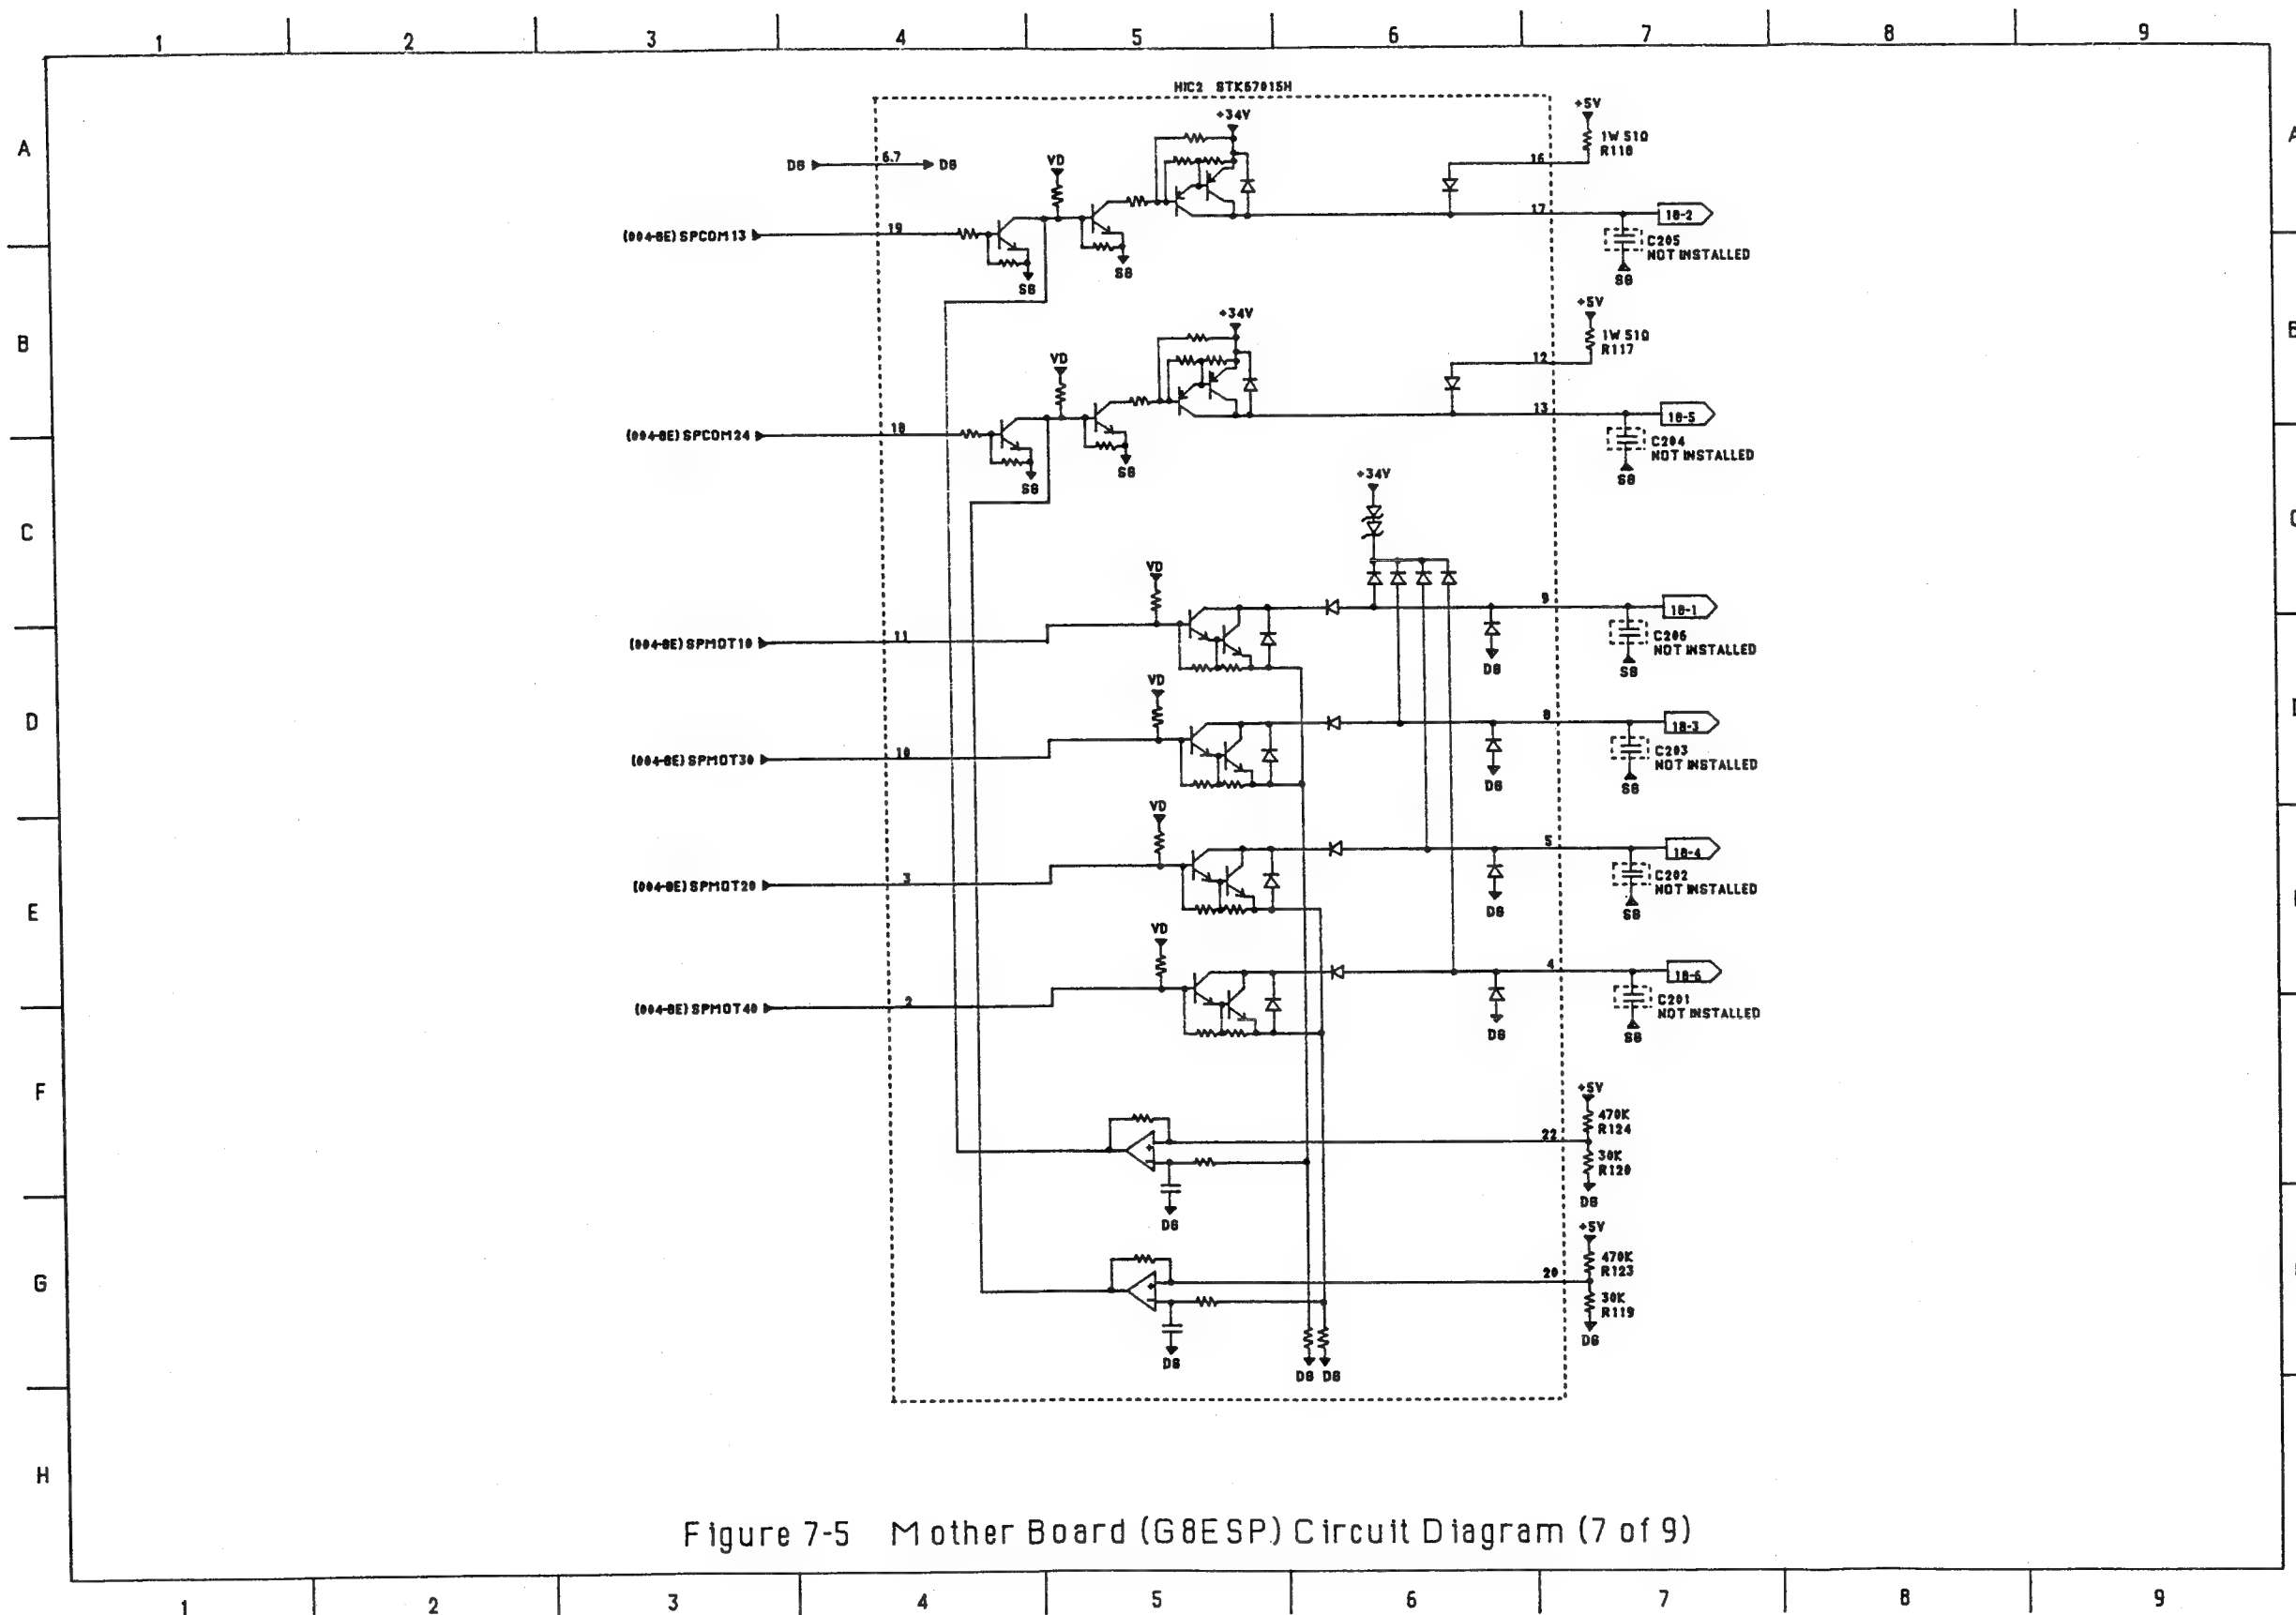 1 2 3 4 5 6 7 8 9
HIC2 STK67015H
A
+34V
+5V
1W 51Ω
R118
DG 6.7 DG
VD
16
17
18-2
(004-8E) SPCOM13
19
SG
SG
C205
NOT INSTALLED
SG
B
+34V
+5V
1W 51Ω
R117
VD
12
13
18-5
(004-8E) SPCOM24
18
SG
SG
C204
NOT INSTALLED
SG
+34V
C
VD
9
18-1
(004-8E) SPMOT10
11
DG
C206
NOT INSTALLED
SG
VD
D
8
18-3
(004-8E) SPMOT30
10
DG
C203
NOT INSTALLED
SG
VD
5
18-4
(004-8E) SPMOT20
3
DG
C202
NOT INSTALLED
SG
E
VD
4
18-6
(004-8E) SPMOT40
2
DG
C201
NOT INSTALLED
SG
F
+5V
470K
R124
22
30K
R120
DG
DG
+5V
G
470K
R123
20
30K
R119
DG
DG
DG DG
H
Figure 7-5 Mother Board (G8ESP) Circuit Diagram (7 of 9)
1 2 3 4 5 6 7 8 9